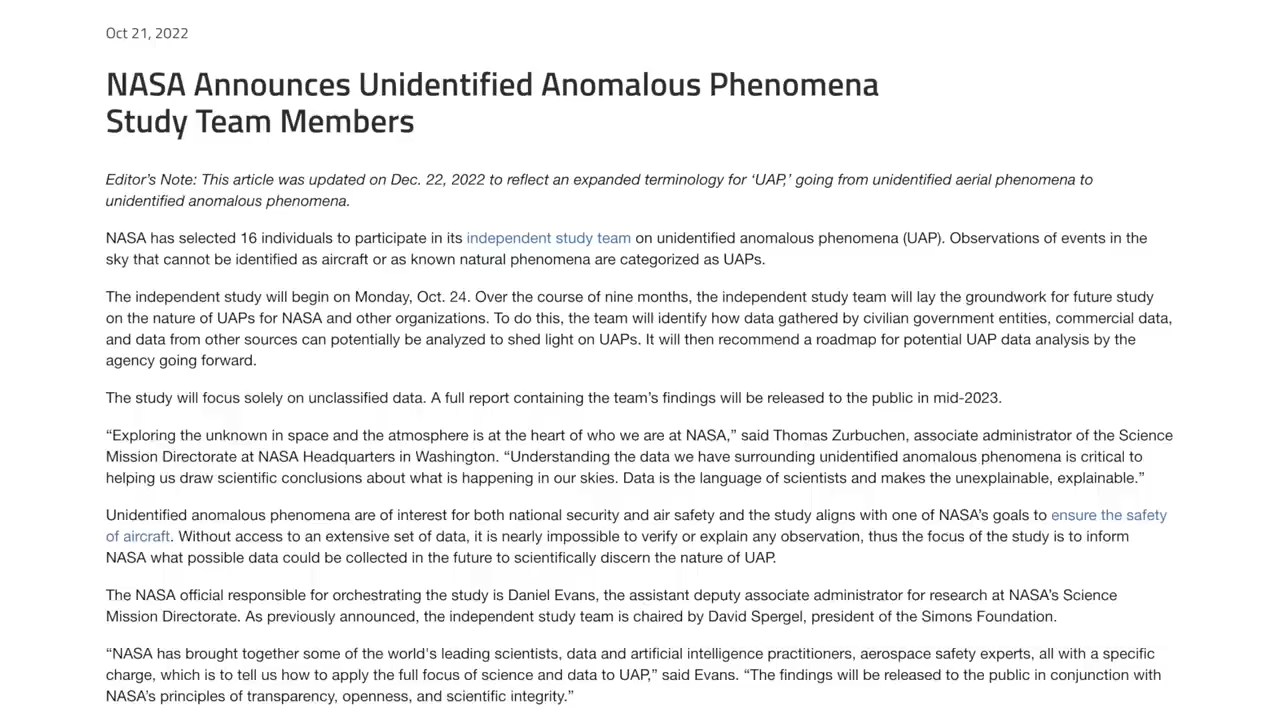 Oct 21, 2022
NASA Announces Unidentified Anomalous Phenomena
Study Team Members
Editor’s Note: This article was updated on Dec. 22, 2022 to reflect an expanded terminology for ‘UAP,’ going from unidentified aerial phenomena to
unidentified anomalous phenomena.
NASA has selected 16 individuals to participate in its independent study team on unidentified anomalous phenomena (UAP). Observations of events in the
sky that cannot be identified as aircraft or as known natural phenomena are categorized as UAPs.
The independent study will begin on Monday, Oct. 24. Over the course of nine months, the independent study team will lay the groundwork for future study
on the nature of UAPs for NASA and other organizations. To do this, the team will identify how data gathered by civilian government entities, commercial data,
and data from other sources can potentially be analyzed to shed light on UAPs. It will then recommend a roadmap for potential UAP data analysis by the
agency going forward.
The study will focus solely on unclassified data. A full report containing the team’s findings will be released to the public in mid-2023.
“Exploring the unknown in space and the atmosphere is at the heart of who we are at NASA,” said Thomas Zurbuchen, associate administrator of the Science
Mission Directorate at NASA Headquarters in Washington. “Understanding the data we have surrounding unidentified anomalous phenomena is critical to
helping us draw scientific conclusions about what is happening in our skies. Data is the language of scientists and makes the unexplainable, explainable.”
Unidentified anomalous phenomena are of interest for both national security and air safety and the study aligns with one of NASA’s goals to ensure the safety
of aircraft. Without access to an extensive set of data, it is nearly impossible to verify or explain any observation, thus the focus of the study is to inform
NASA what possible data could be collected in the future to scientifically discern the nature of UAP.
The NASA official responsible for orchestrating the study is Daniel Evans, the assistant deputy associate administrator for research at NASA’s Science
Mission Directorate. As previously announced, the independent study team is chaired by David Spergel, president of the Simons Foundation.
“NASA has brought together some of the world's leading scientists, data and artificial intelligence practitioners, aerospace safety experts, all with a specific
charge, which is to tell us how to apply the full focus of science and data to UAP,” said Evans. “The findings will be released to the public in conjunction with
NASA’s principles of transparency, openness, and scientific integrity.”